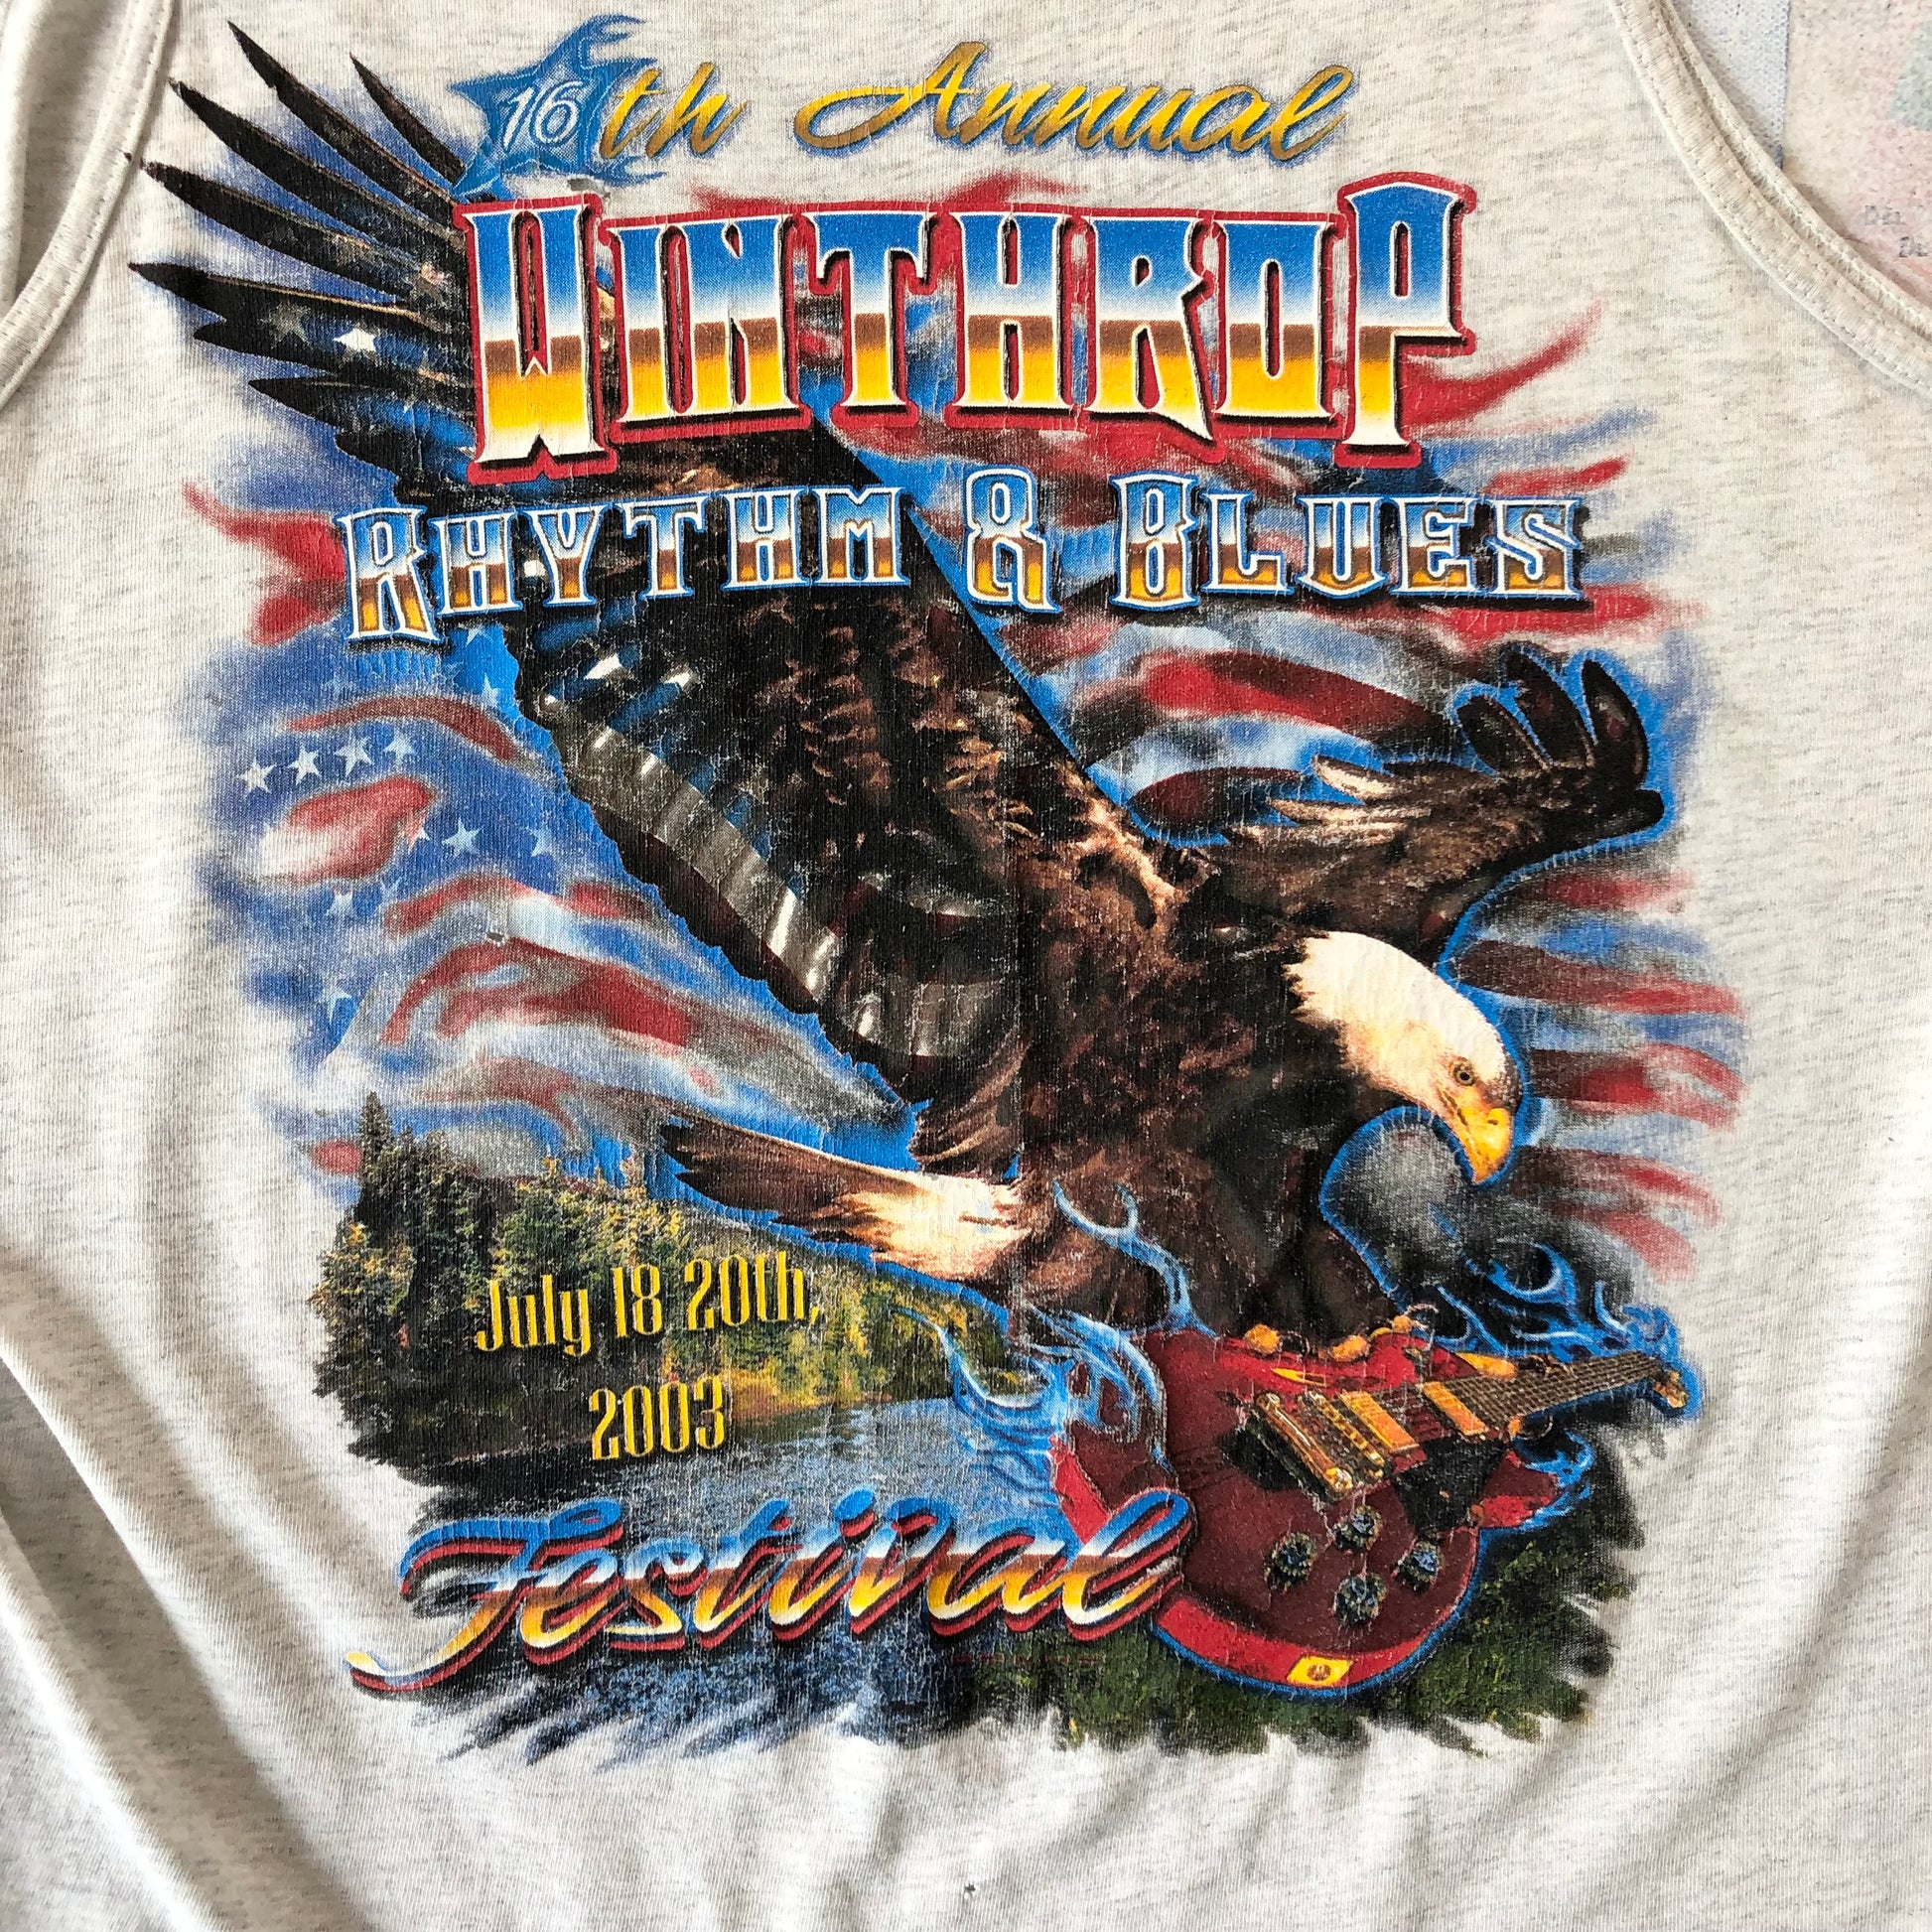 16th Annual
WINTHROP
RHYTHM & BLUES
July 18 20th,
2003
Festival